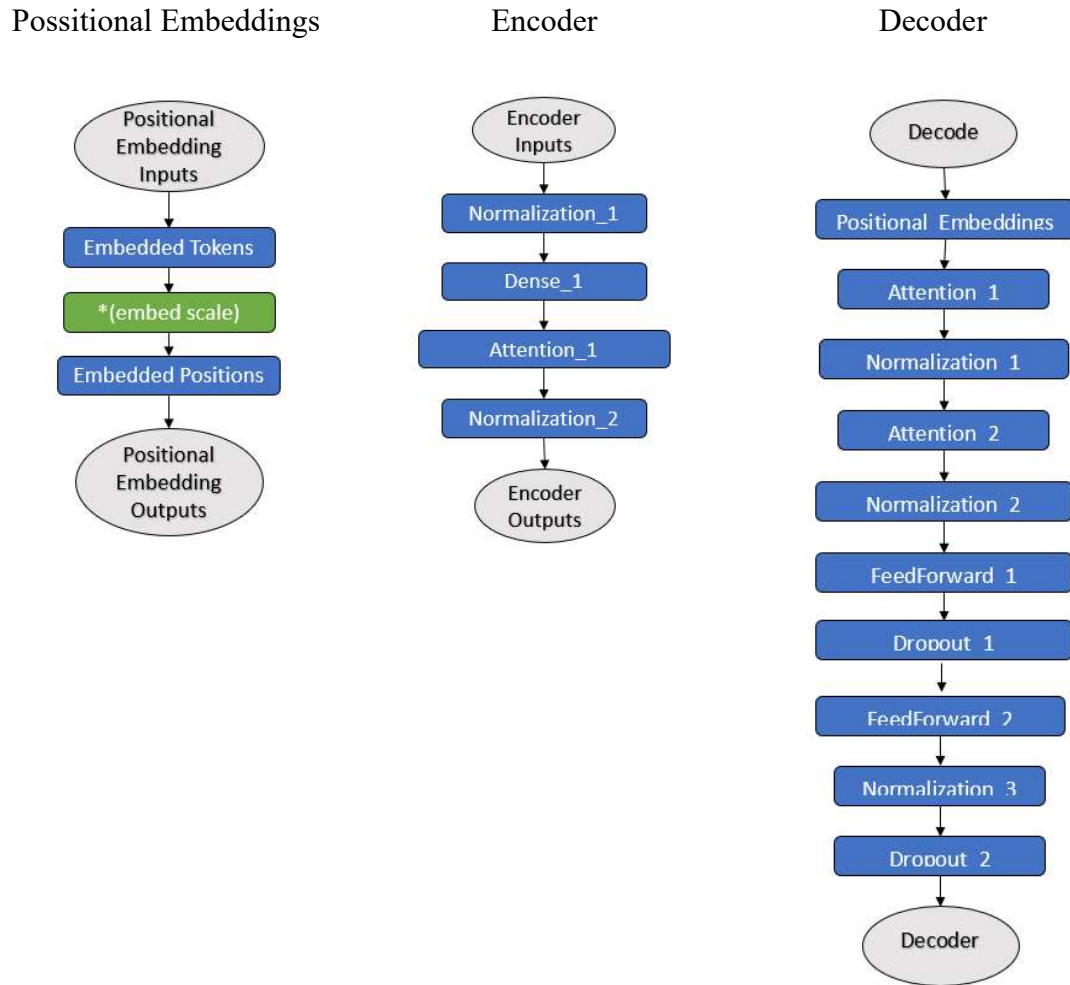 Possitional Embeddings
Positional
Embedding
Inputs
Embedded Tokens
*(embed scale)
Embedded Positions
Positional
Embedding
Outputs
Encoder
Encoder
Inputs
Normalization_1
Dense_1
Attention_1
Normalization_2
Encoder
Outputs
Decoder
Decode
Positional Embeddings
Attention 1
Normalization 1
Attention 2
Normalization 2
FeedForward 1
Dropout 1
FeedForward 2
Normalization 3
Dropout 2
Decoder